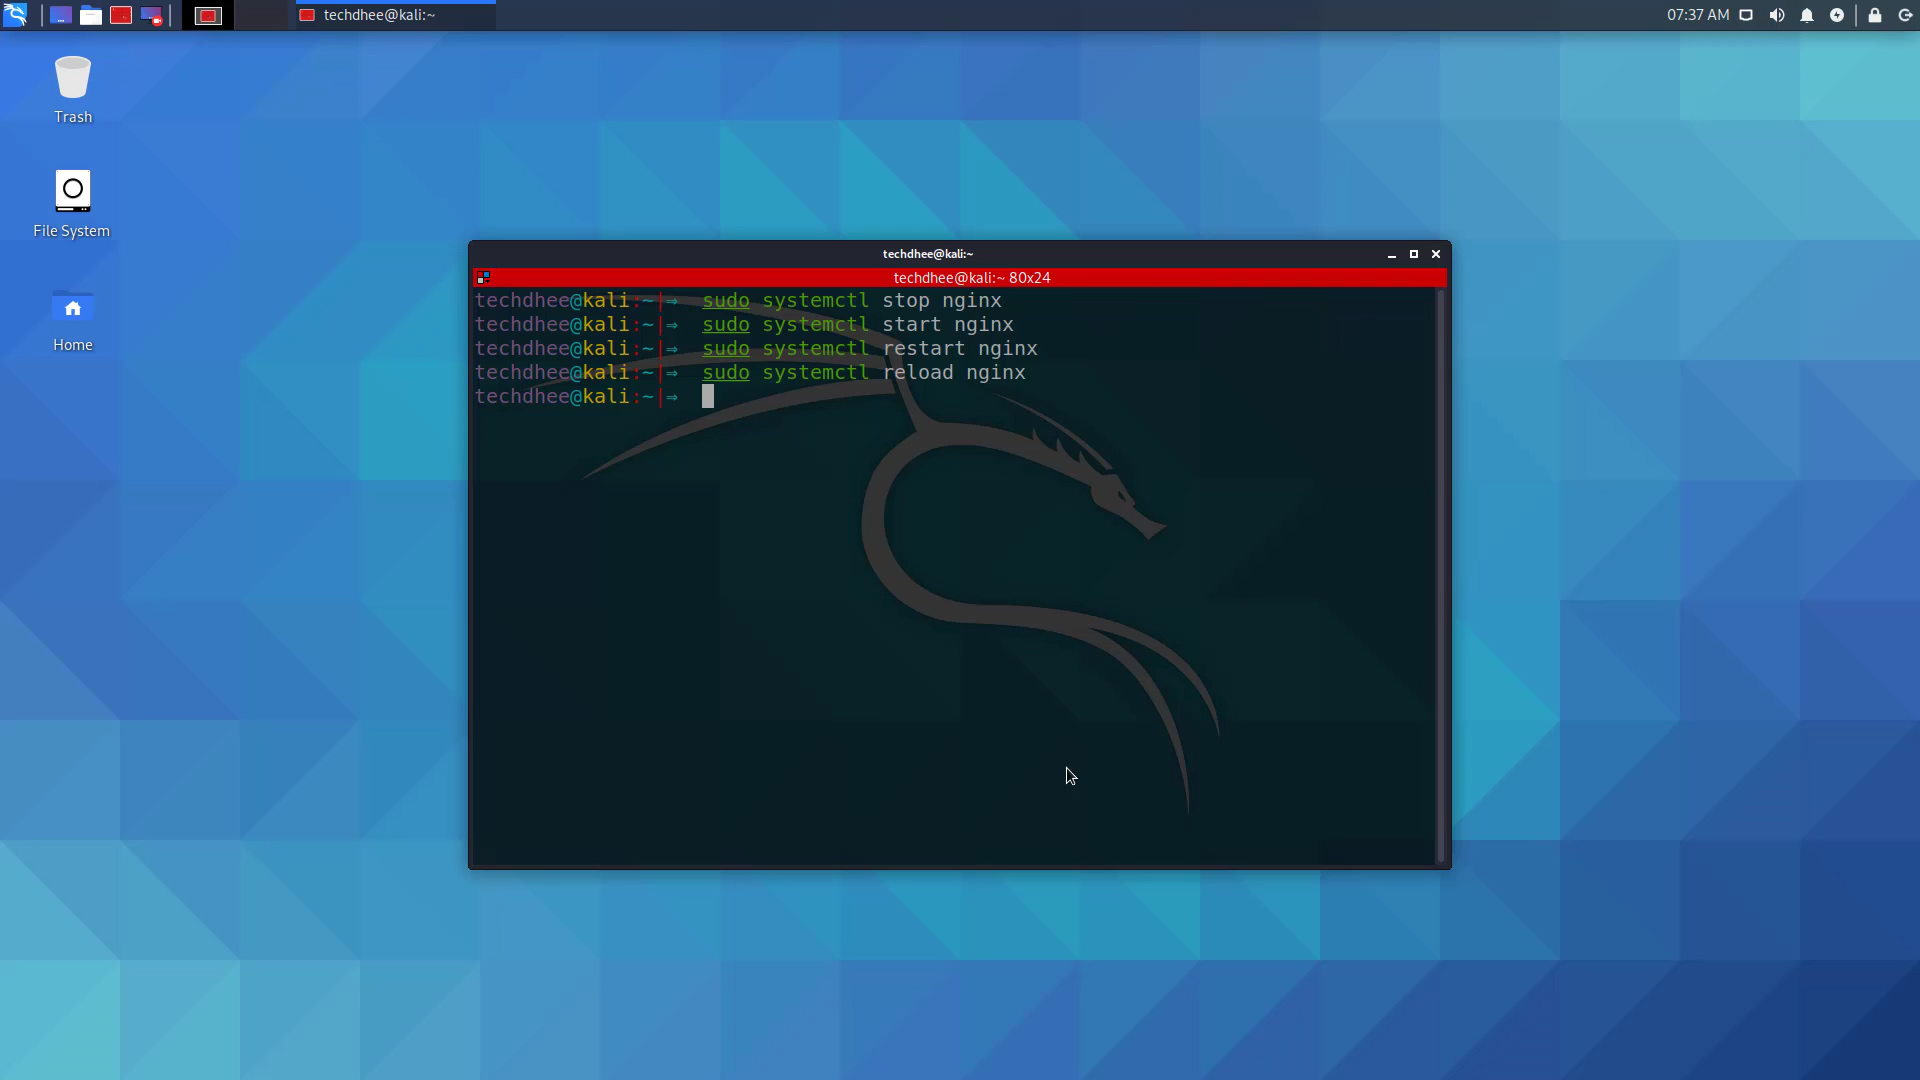 techdhee@kali:~
07:37 AM
Trash
File System
Home
techdhee@kali:~
techdhee@kali:~ 80x24
techdhee@kali:~|⇒  sudo systemctl stop nginx
techdhee@kali:~|⇒  sudo systemctl start nginx
techdhee@kali:~|⇒  sudo systemctl restart nginx
techdhee@kali:~|⇒  sudo systemctl reload nginx
techdhee@kali:~|⇒